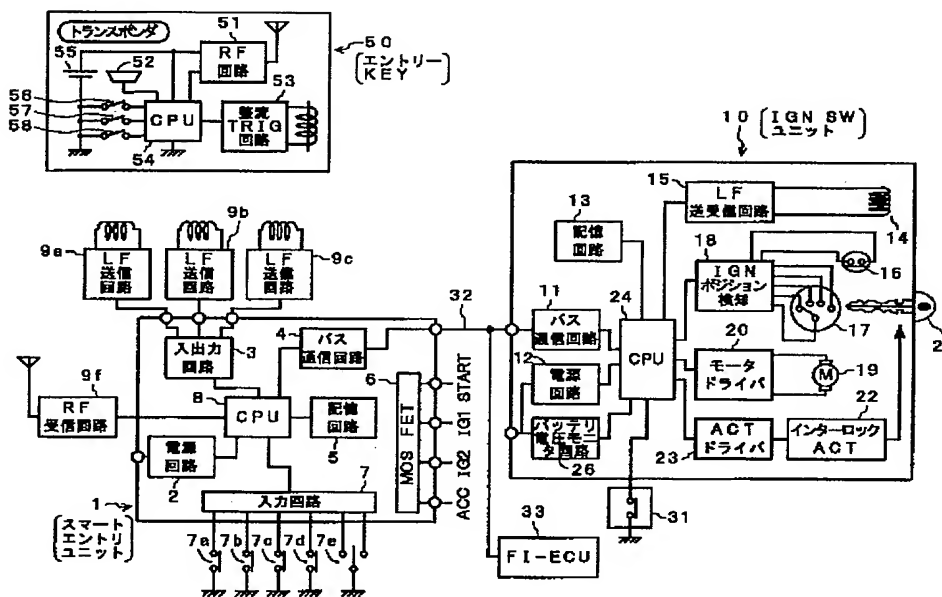 トランスポンダ
51
RF
回路
50
エントリー
KEY
55
52
53
56
57
58
CPU
整流
TRIG
回路
54
10
IGN SW
ユニット
15
LF
送受信回路
14
13
記憶
回路
18
IGN
ポジション
検知
16
17
2
9a
LF
送信
回路
9b
LF
送信
回路
9c
LF
送信
回路
32
11
バス
通信回路
24
CPU
12
電源
回路
バッテリ
電圧モニ
タ回路
26
20
モータ
ドライバ
M
19
22
ACT
ドライバ
23
インターロック
ACT
入出力
回路
3
4
バス
通信回路
9f
RF
受信回路
8
CPU
記憶
回路
5
6
MOS FET
START
IG1
IG2
ACC
電源
回路
2
7
入力回路
1
スマート
エントリ
ユニット
7a
7b
7c
7d
7e
31
33
FI-ECU